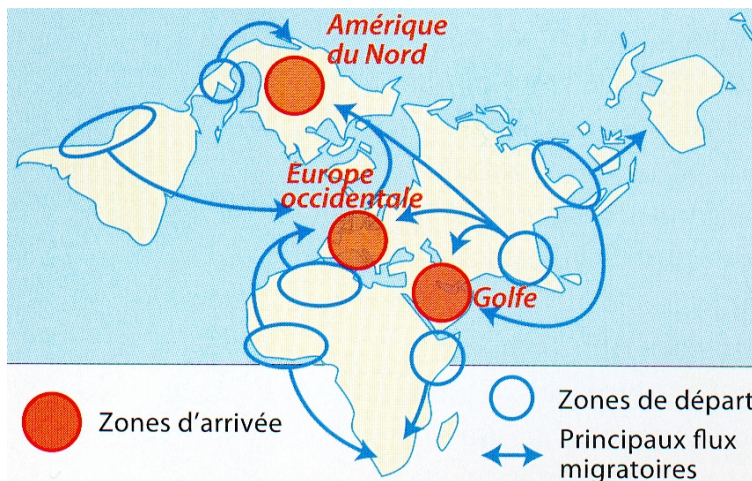 Amérique
du Nord
Europe
occidentale
Golfe
Zones d'arrivée
Zones de départ
Principaux flux
migratoires